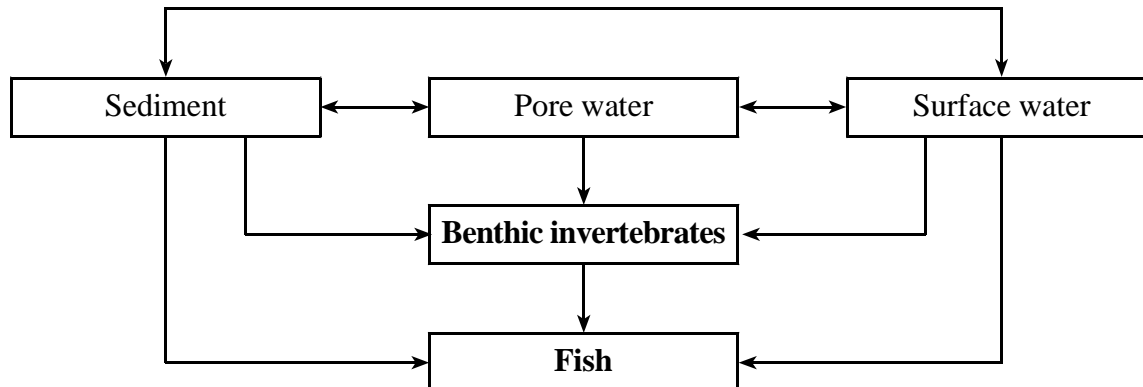 Sediment
Pore water
Surface water
Benthic invertebrates
Fish